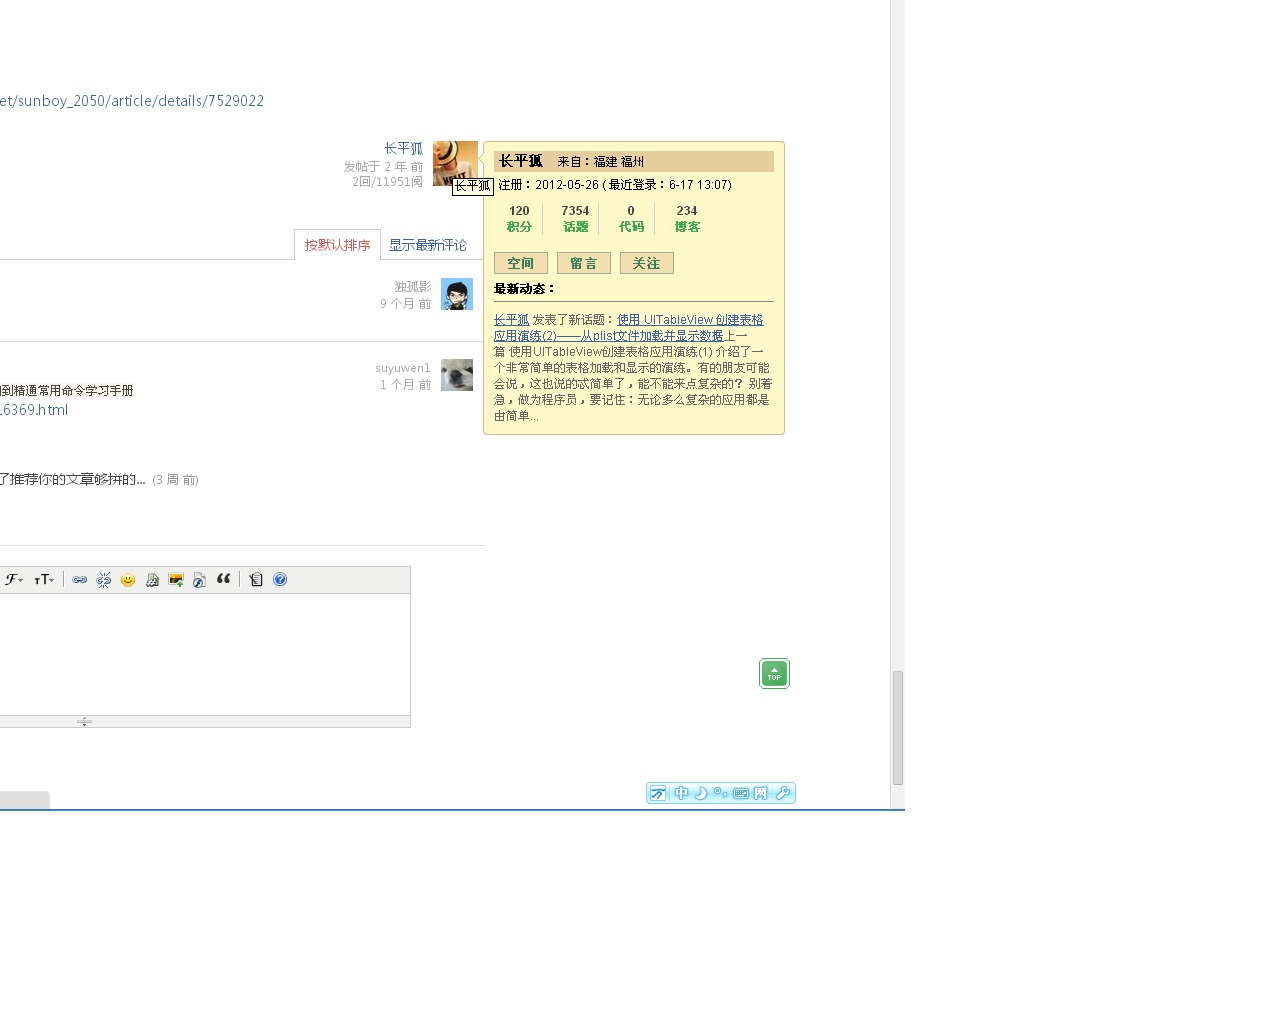 et/sunboy_2050/article/details/7529022
长平狐
发帖于 2 年 前
2回/11951阅
长平狐
长平狐 来自：福建 福州
注册：2012-05-26 ( 最近登录：6-17 13:07)
120 7354 0 234
积分 话题 代码 博客
空间 留言 关注
最新动态：
长平狐 发表了新话题：使用 UITableView 创建表格
应用演练(2)——从plist文件加载并显示数据上一
篇 使用UITableView创建表格应用演练(1) 介绍了一
个非常简单的表格加载和显示的演练。有的朋友可能
会说，这也说的忒简单了，能不能来点复杂的？别着
急，做为程序员，要记住：无论多么复杂的应用都是
由简单...
按默认排序 显示最新评论
独孤影
9 个月 前
suyuwen1
1 个月 前
到精通常用命令学习手册
16369.html
了推荐你的文章够拼的... (3 周 前)
TOP
中 网